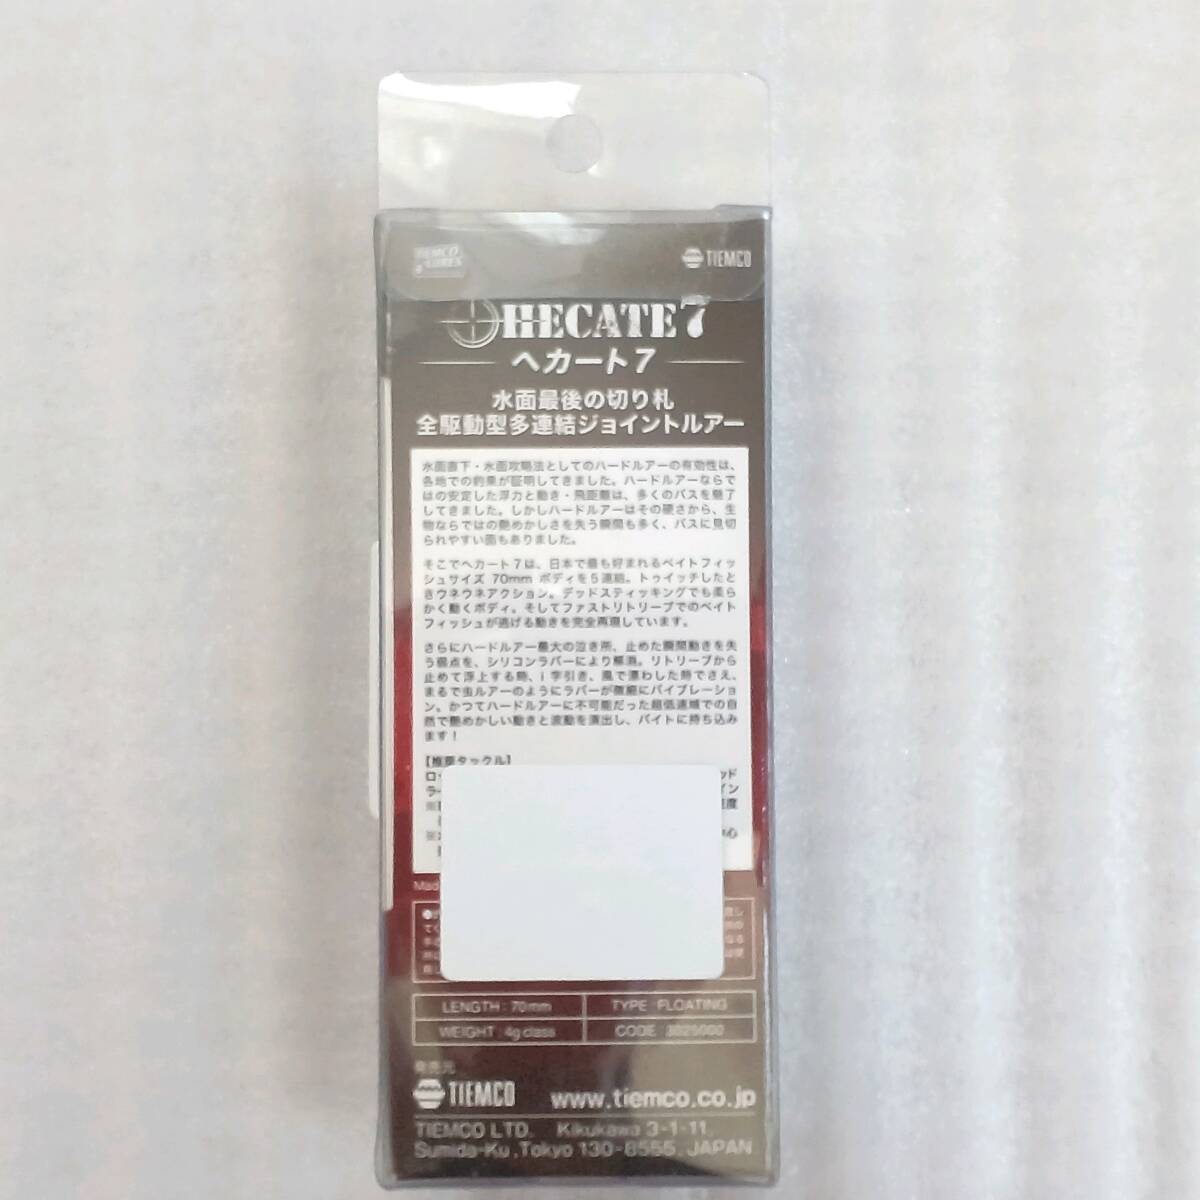 TIEMCO LURES
TIEMCO
HECATE7
ヘカート7
水面最後の切り札
全駆動型多連結ジョイントルアー
水面直下・水面攻略法としてのハードルアーの有効性は、
各地での釣果が証明してきました。ハードルアーならで
はの安定した浮力と動き・飛距離は、多くのバスを魅了
してきました。しかしハードルアーはその硬さから、生
物ならではの艶めかしさを失う瞬間も多く、バスに見切
られやすい面もありました。
そこでヘカート7は、日本で最も好まれるベイトフィッ
シュサイズ 70mm ボディを5連結。トゥイッチしたと
きウネウネアクション。デッドスティッキングでも柔ら
かく動くボディ。そしてファストリトリーブでのベイト
フィッシュが逃げる動きを完全再現しています。
さらにハードルアー最大の泣き所、止めた瞬間動きを失
う弱点を、シリコンラバーにより解消。リトリーブから
止めて浮上する時、i字引き、風で漂わした時でさえ、
まるで虫ルアーのようにラバーが微細にバイブレーショ
ン。かつてハードルアーに不可能だった超低速域での自
然で艶めかしい動きと波動を演出し、バイトに持ち込み
ます!
【推奨タックル】
ロッ ッド
ラ イン
※ 度
※ 心
Mad
LENGTH : 70mm TYPE : FLOATING
WEIGHT : 4g class CODE : 3025000
発売元
TIEMCO www.tiemco.co.jp
TIEMCO LTD. Kikukawa 3-1-11,
Sumida-Ku, Tokyo 130-8555, JAPAN